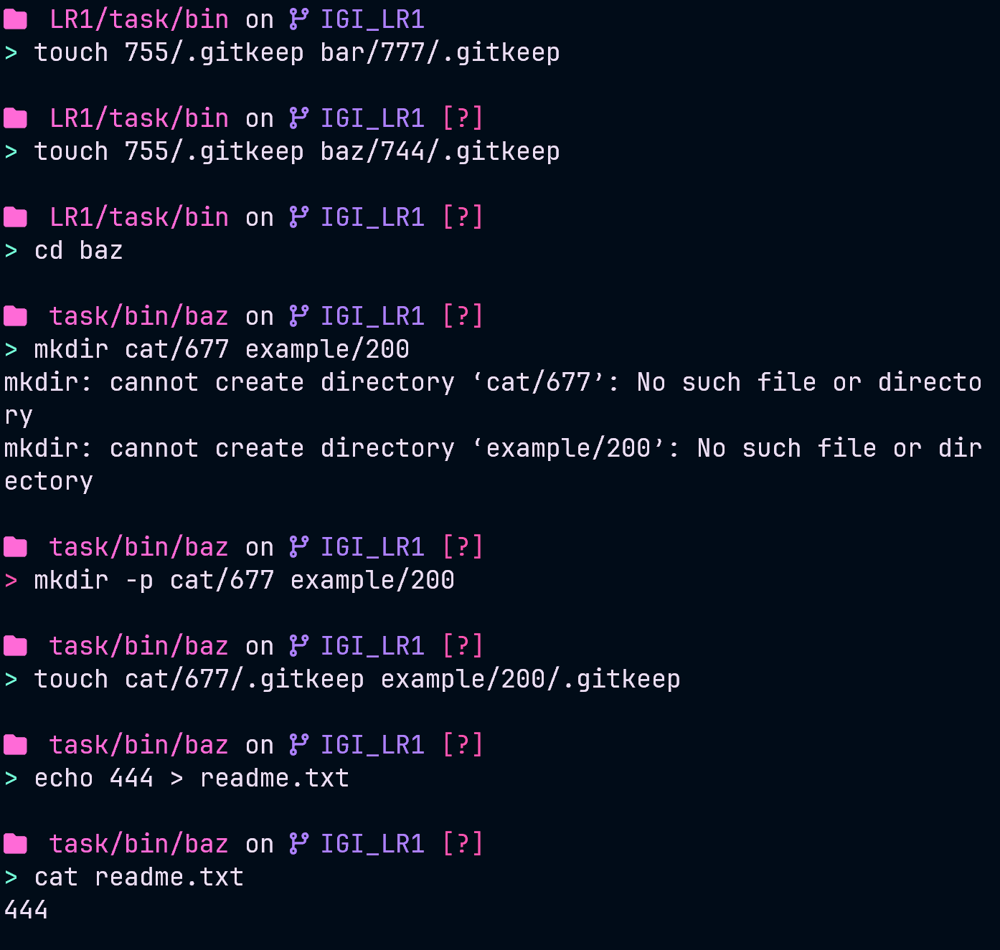 LR1/task/bin on IGI_LR1
> touch 755/.gitkeep bar/777/.gitkeep
LR1/task/bin on IGI_LR1 [?]
> touch 755/.gitkeep baz/744/.gitkeep
LR1/task/bin on IGI_LR1 [?]
> cd baz
task/bin/baz on IGI_LR1 [?]
> mkdir cat/677 example/200
mkdir: cannot create directory ‘cat/677’: No such file or directo
ry
mkdir: cannot create directory ‘example/200’: No such file or dir
ectory
task/bin/baz on IGI_LR1 [?]
> mkdir -p cat/677 example/200
task/bin/baz on IGI_LR1 [?]
> touch cat/677/.gitkeep example/200/.gitkeep
task/bin/baz on IGI_LR1 [?]
> echo 444 > readme.txt
task/bin/baz on IGI_LR1 [?]
> cat readme.txt
444